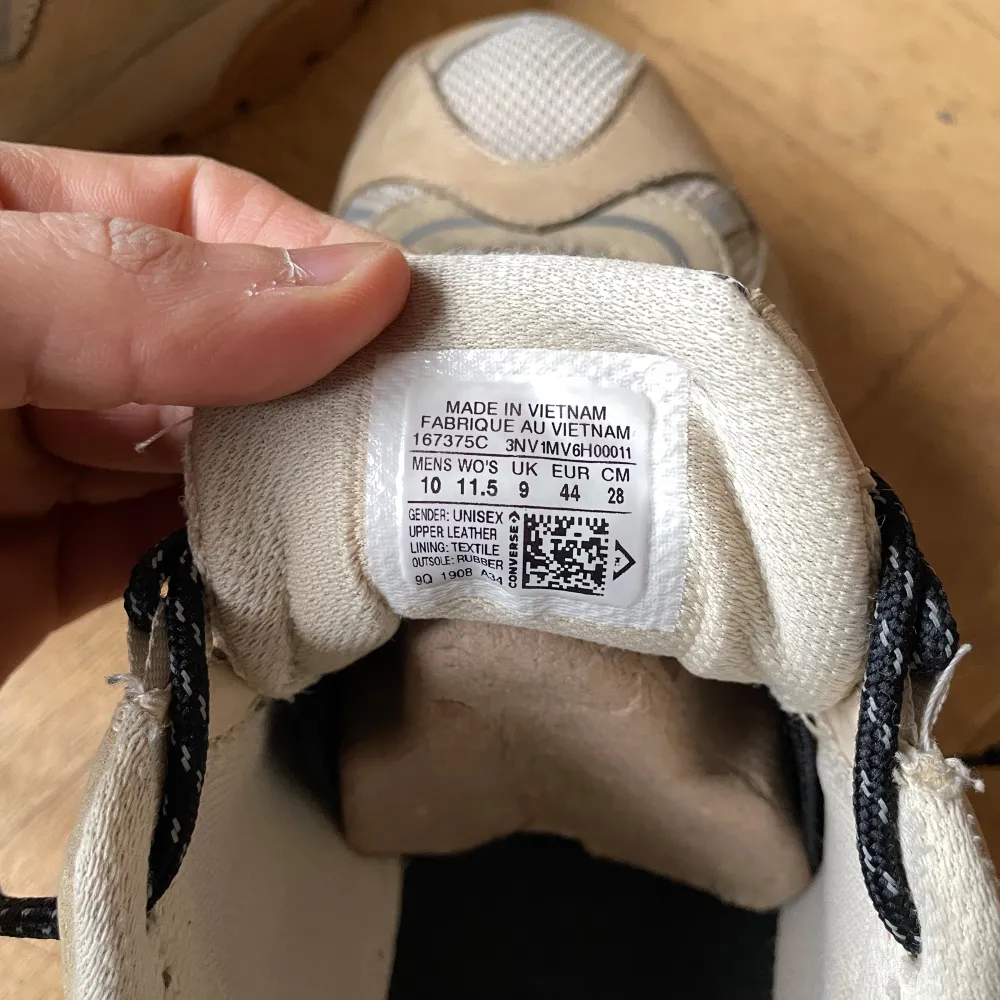 MADE IN VIETNAM
FABRIQUE AU VIETNAM
167375C 3NV1MV6H00011
MENS WO'S UK EUR CM
10 11.5 9 44 28
GENDER: UNISEX
UPPER LEATHER
LINING: TEXTILE
OUTSOLE: RUBBER
9Q 1908 A34
CONVERSE
TM